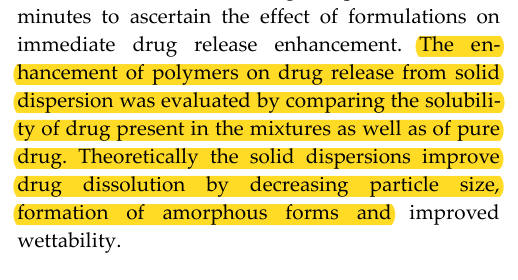 minutes to ascertain the effect of formulations on
immediate drug release enhancement. The en-
hancement of polymers on drug release from solid
dispersion was evaluated by comparing the solubili-
ty of drug present in the mixtures as well as of pure
drug. Theoretically the solid dispersions improve
drug dissolution by decreasing particle size,
formation of amorphous forms and improved
wettability.